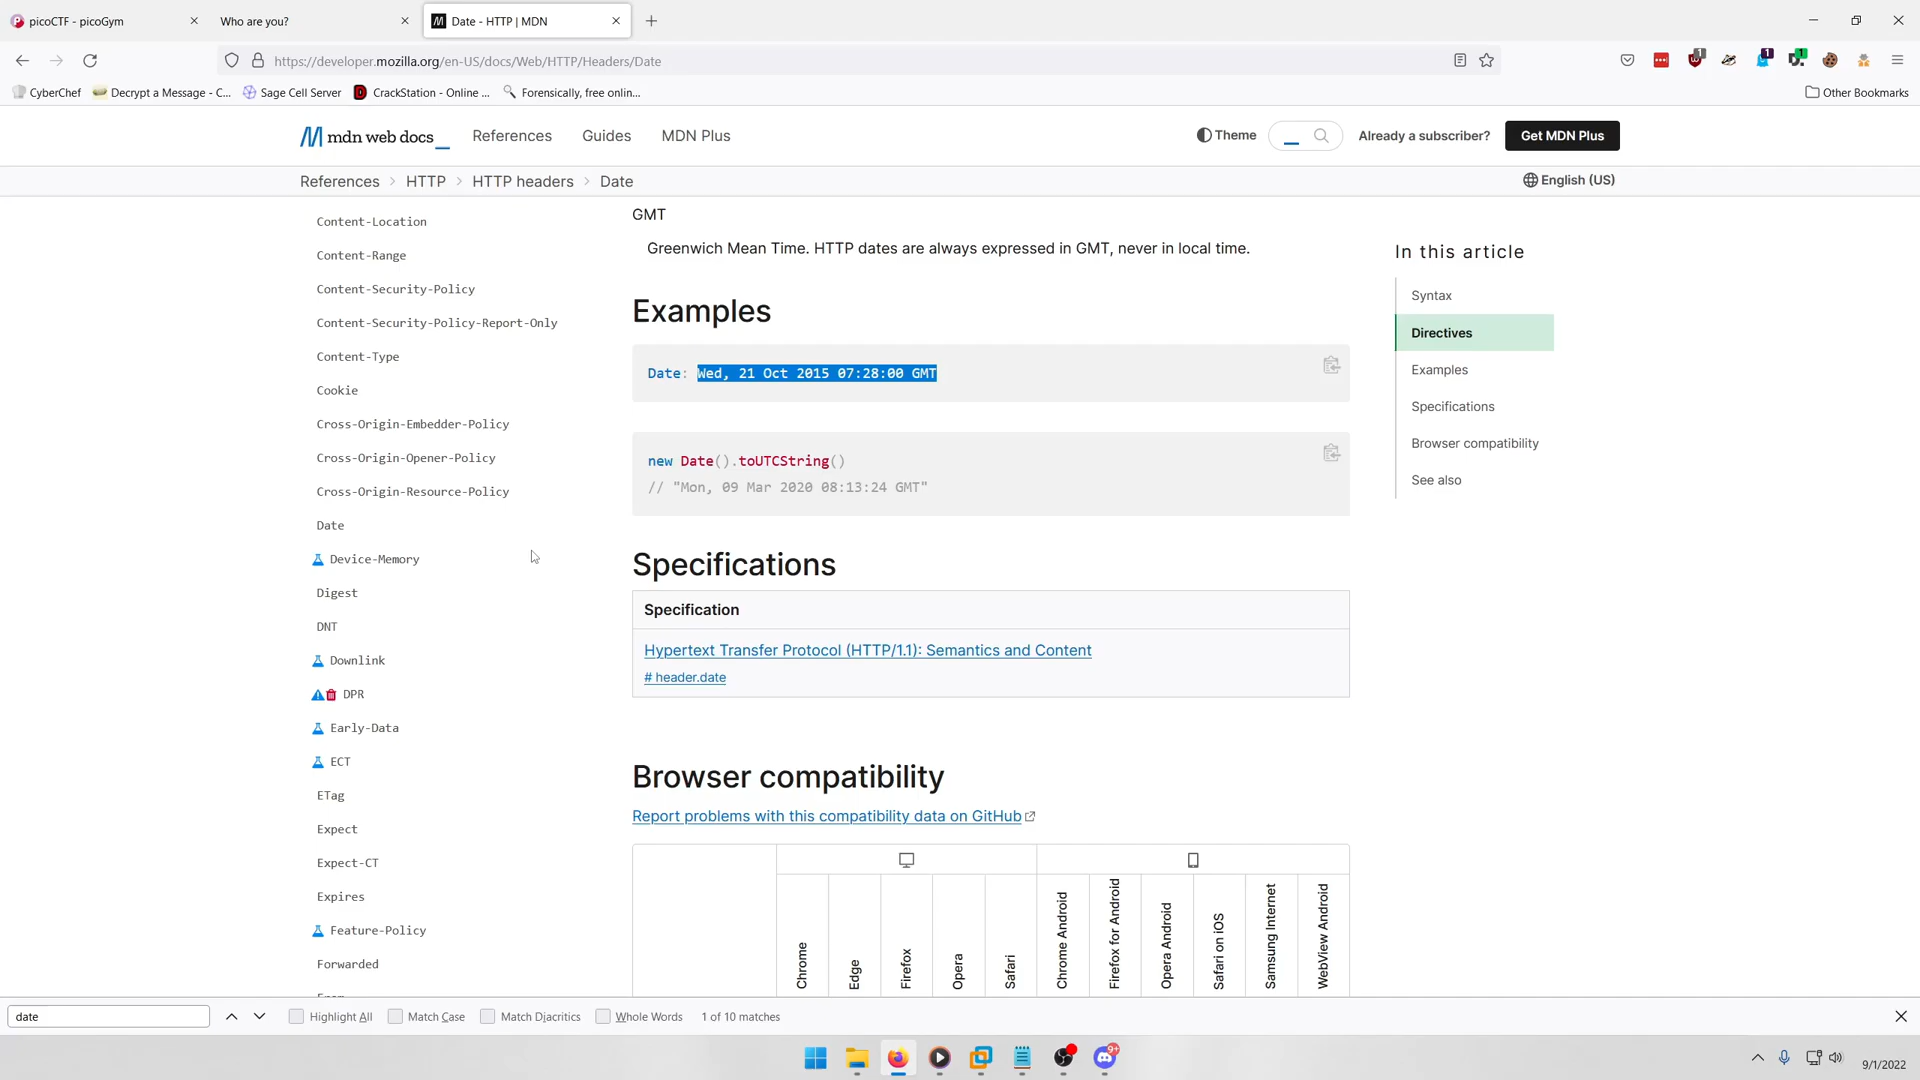 picoCTF - picoGym
Who are you?
Date - HTTP | MDN
https://developer.mozilla.org/en-US/docs/Web/HTTP/Headers/Date
CyberChef
Decrypt a Message - C...
Sage Cell Server
CrackStation - Online ...
Forensically, free onlin...
Other Bookmarks
mdn web docs_
References
Guides
MDN Plus
Theme
Already a subscriber?
Get MDN Plus
References > HTTP > HTTP headers > Date
English (US)
Content-Location
Content-Range
Content-Security-Policy
Content-Security-Policy-Report-Only
Content-Type
Cookie
Cross-Origin-Embedder-Policy
Cross-Origin-Opener-Policy
Cross-Origin-Resource-Policy
Date
Device-Memory
Digest
DNT
Downlink
DPR
Early-Data
ECT
ETag
Expect
Expect-CT
Expires
Feature-Policy
Forwarded
GMT
Greenwich Mean Time. HTTP dates are always expressed in GMT, never in local time.
Examples
Date: Wed, 21 Oct 2015 07:28:00 GMT
new Date().toUTCString()
// "Mon, 09 Mar 2020 08:13:24 GMT"
Specifications
Specification
Hypertext Transfer Protocol (HTTP/1.1): Semantics and Content
# header.date
Browser compatibility
Report problems with this compatibility data on GitHub
Chrome
Edge
Firefox
Opera
Safari
Chrome Android
Firefox for Android
Opera Android
Safari on iOS
Samsung Internet
WebView Android
In this article
Syntax
Directives
Examples
Specifications
Browser compatibility
See also
date
Highlight All
Match Case
Match Diacritics
Whole Words
1 of 10 matches
9+
9/1/2022